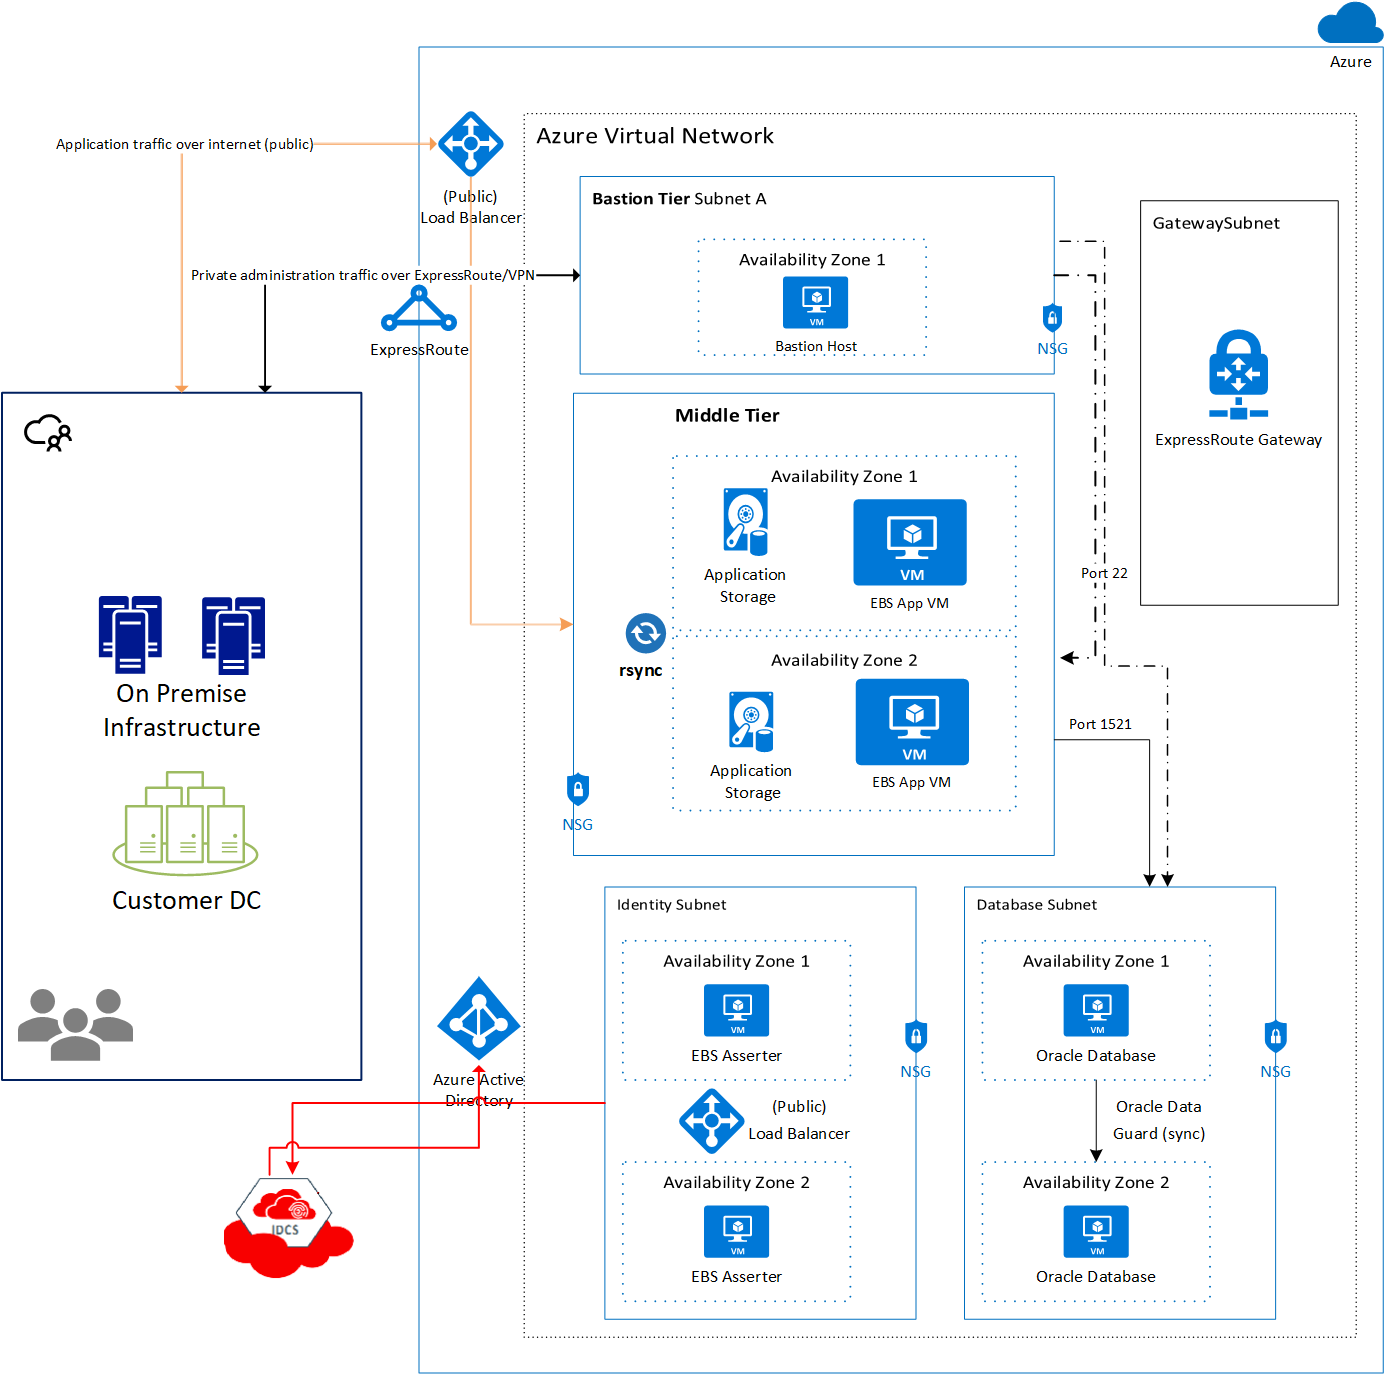 Azure
Azure Virtual Network
Application traffic over internet (public)
(Public)
Load Balancer
Bastion Tier Subnet A
GatewaySubnet
Availability Zone 1
VM
Bastion Host
NSG
Private administration traffic over ExpressRoute/VPN
ExpressRoute
ExpressRoute Gateway
Middle Tier
Availability Zone 1
Application
Storage
VM
EBS App VM
Port 22
rsync
Availability Zone 2
Application
Storage
VM
EBS App VM
Port 1521
NSG
On Premise
Infrastructure
Customer DC
Identity Subnet
Availability Zone 1
VM
EBS Asserter
(Public)
Load Balancer
Availability Zone 2
VM
EBS Asserter
NSG
Database Subnet
Availability Zone 1
VM
Oracle Database
Oracle Data
Guard (sync)
Availability Zone 2
VM
Oracle Database
NSG
Azure Active
Directory
IDCS